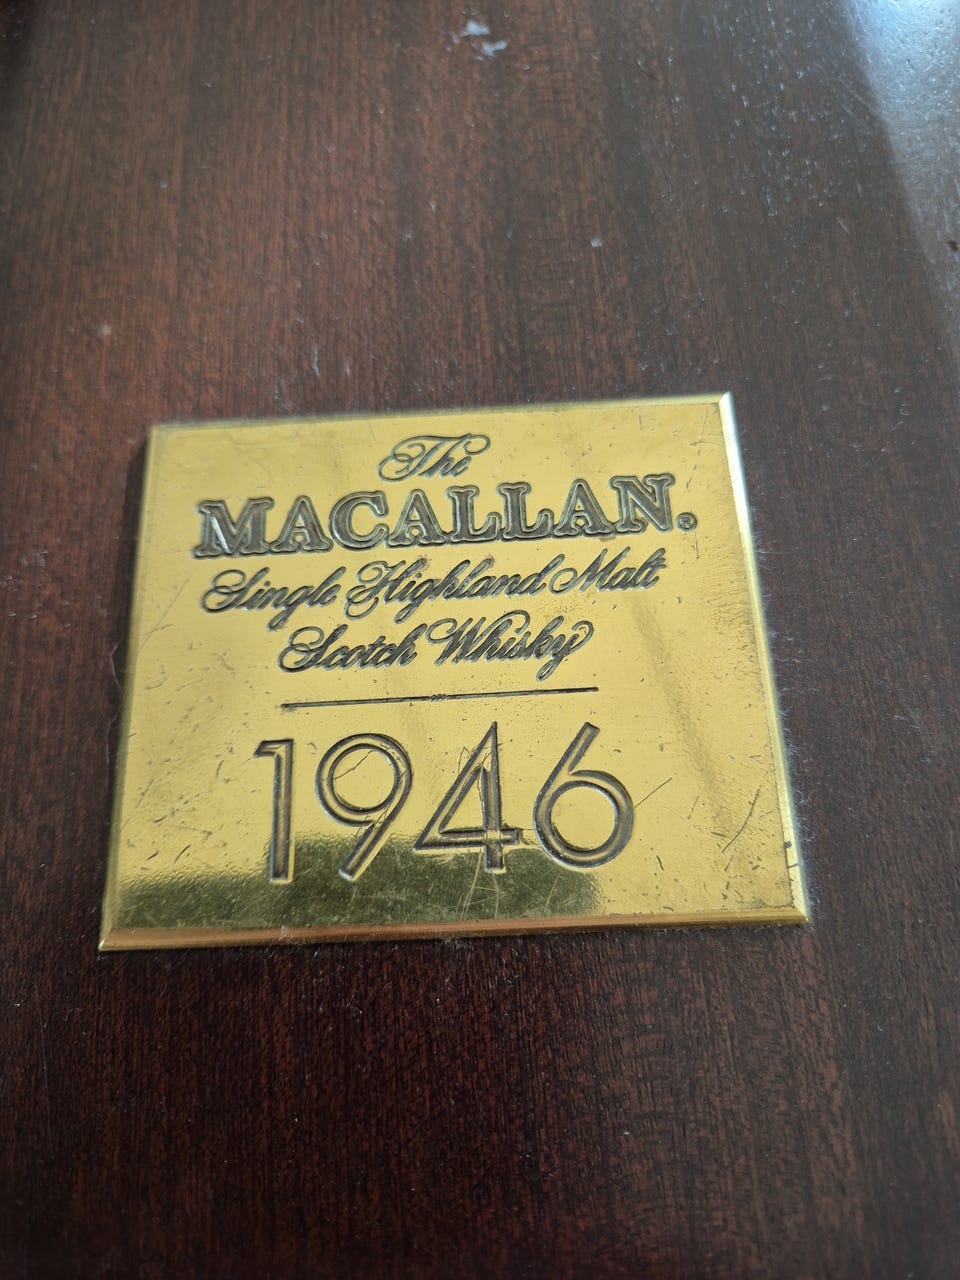 The
MACALLAN®
Single Highland Malt
Scotch Whisky
1946